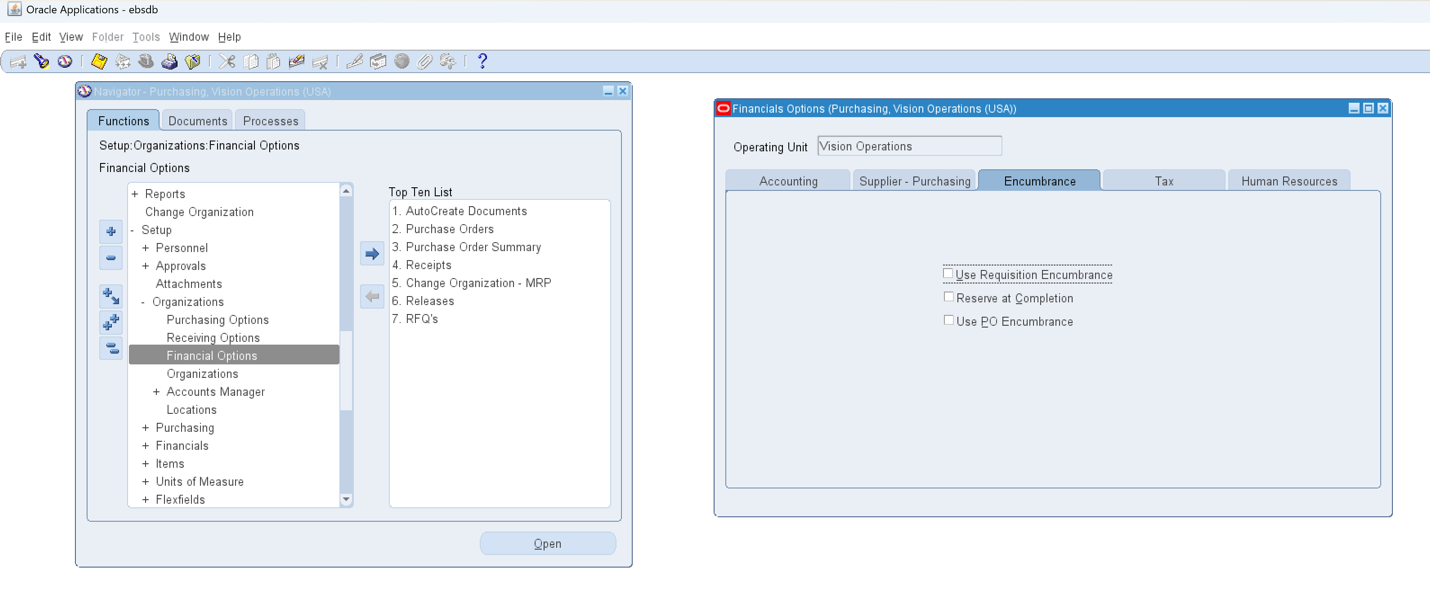 Oracle Applications - ebsdb
File Edit View Folder Tools Window Help
?
Navigator - Purchasing, Vision Operations (USA)
Functions Documents Processes
Setup:Organizations:Financial Options
Financial Options
+ Reports
Change Organization
- Setup
+ Personnel
+ Approvals
Attachments
- Organizations
Purchasing Options
Receiving Options
Financial Options
Organizations
+ Accounts Manager
Locations
+ Purchasing
+ Financials
+ Items
+ Units of Measure
+ Flexfields
Top Ten List
1. AutoCreate Documents
2. Purchase Orders
3. Purchase Order Summary
4. Receipts
5. Change Organization - MRP
6. Releases
7. RFQ's
Open
Financials Options (Purchasing, Vision Operations (USA))
Operating Unit Vision Operations
Accounting Supplier - Purchasing Encumbrance Tax Human Resources
Use Requisition Encumbrance
Reserve at Completion
Use PO Encumbrance